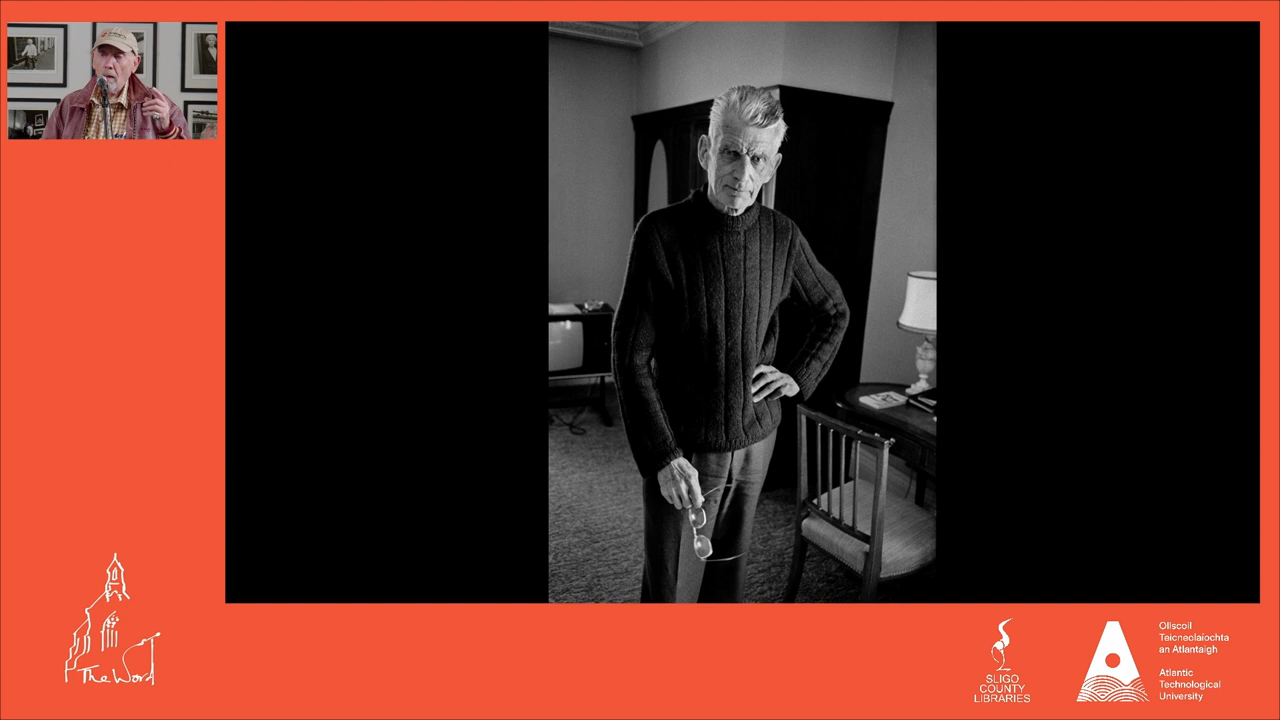 The Word
SLIGO
COUNTY
LIBRARIES
Ollscoil
Teicneolaíochta
an Atlantaigh
Atlantic
Technological
University